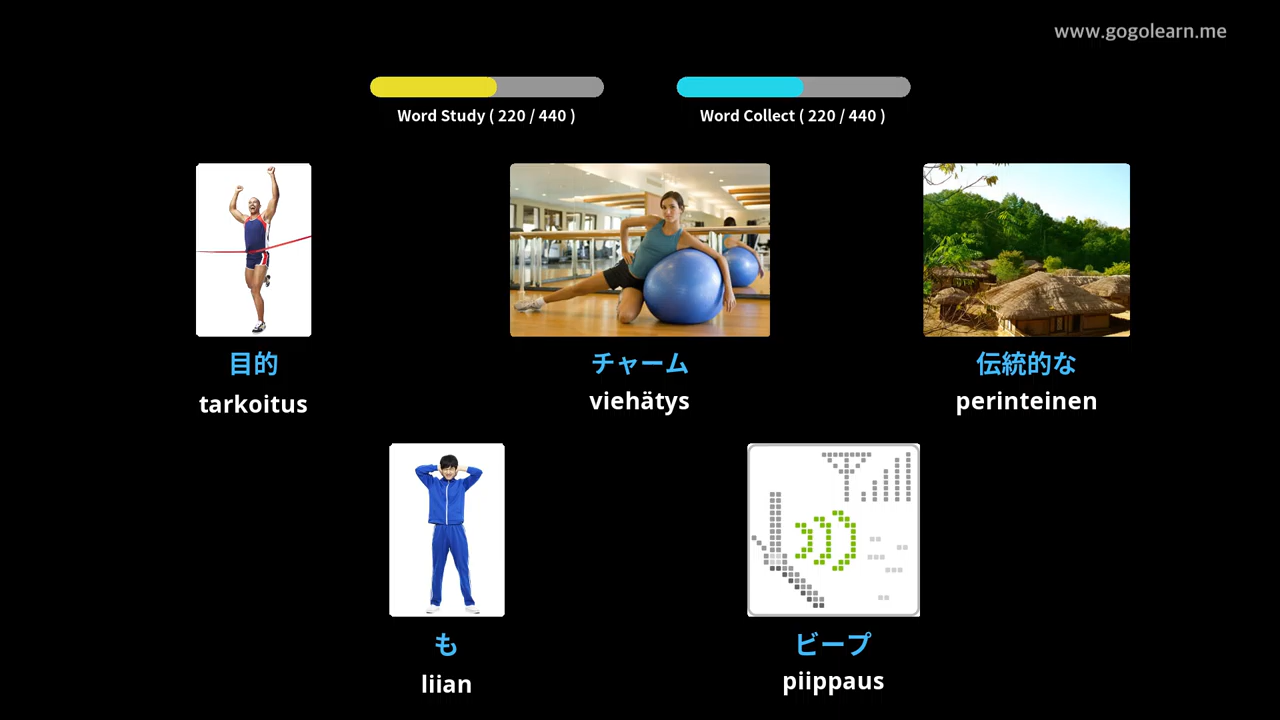 www.gogolearn.me
Word Study ( 220 / 440 )
Word Collect ( 220 / 440 )
目的
tarkoitus
チャーム
viehätys
伝統的な
perinteinen
も
liian
ビープ
piippaus